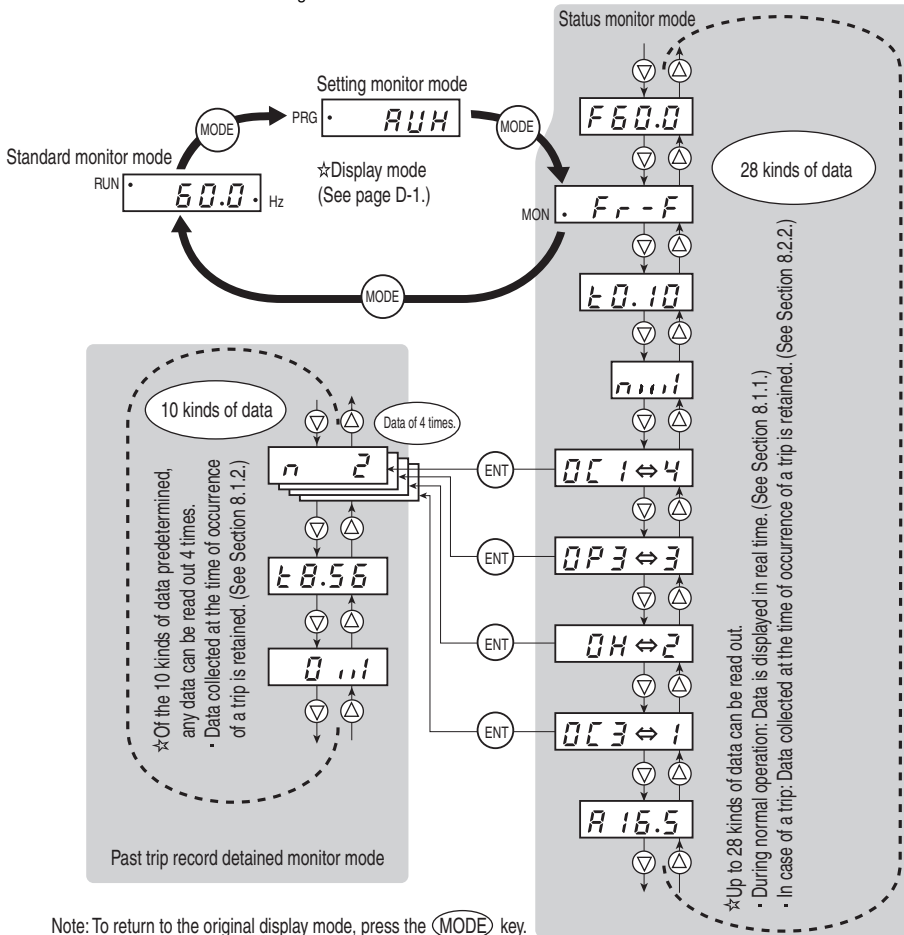 Status monitor mode
Setting monitor mode
PRG
AUH
MODE
MODE
Standard monitor mode
RUN
60.0
Hz
☆Display mode
(See page D-1.)
MODE
F60.0
28 kinds of data
MON
Fr-F
t0.10
OC1⇔4
OP3⇔3
OH⇔2
OC3⇔1
A16.5
ENT
ENT
ENT
ENT
☆Up to 28 kinds of data can be read out.
- During normal operation: Data is displayed in real time. (See Section 8.1.1.)
- In case of a trip: Data collected at the time of occurrence of a trip is retained. (See Section 8.2.2.)
10 kinds of data
Data of 4 times.
n 2
t8.56
☆Of the 10 kinds of data predetermined,
any data can be read out 4 times.
- Data collected at the time of occurrence
of a trip is retained. (See Section 8.1.2.)
Past trip record detained monitor mode
Note: To return to the original display mode, press the MODE key.